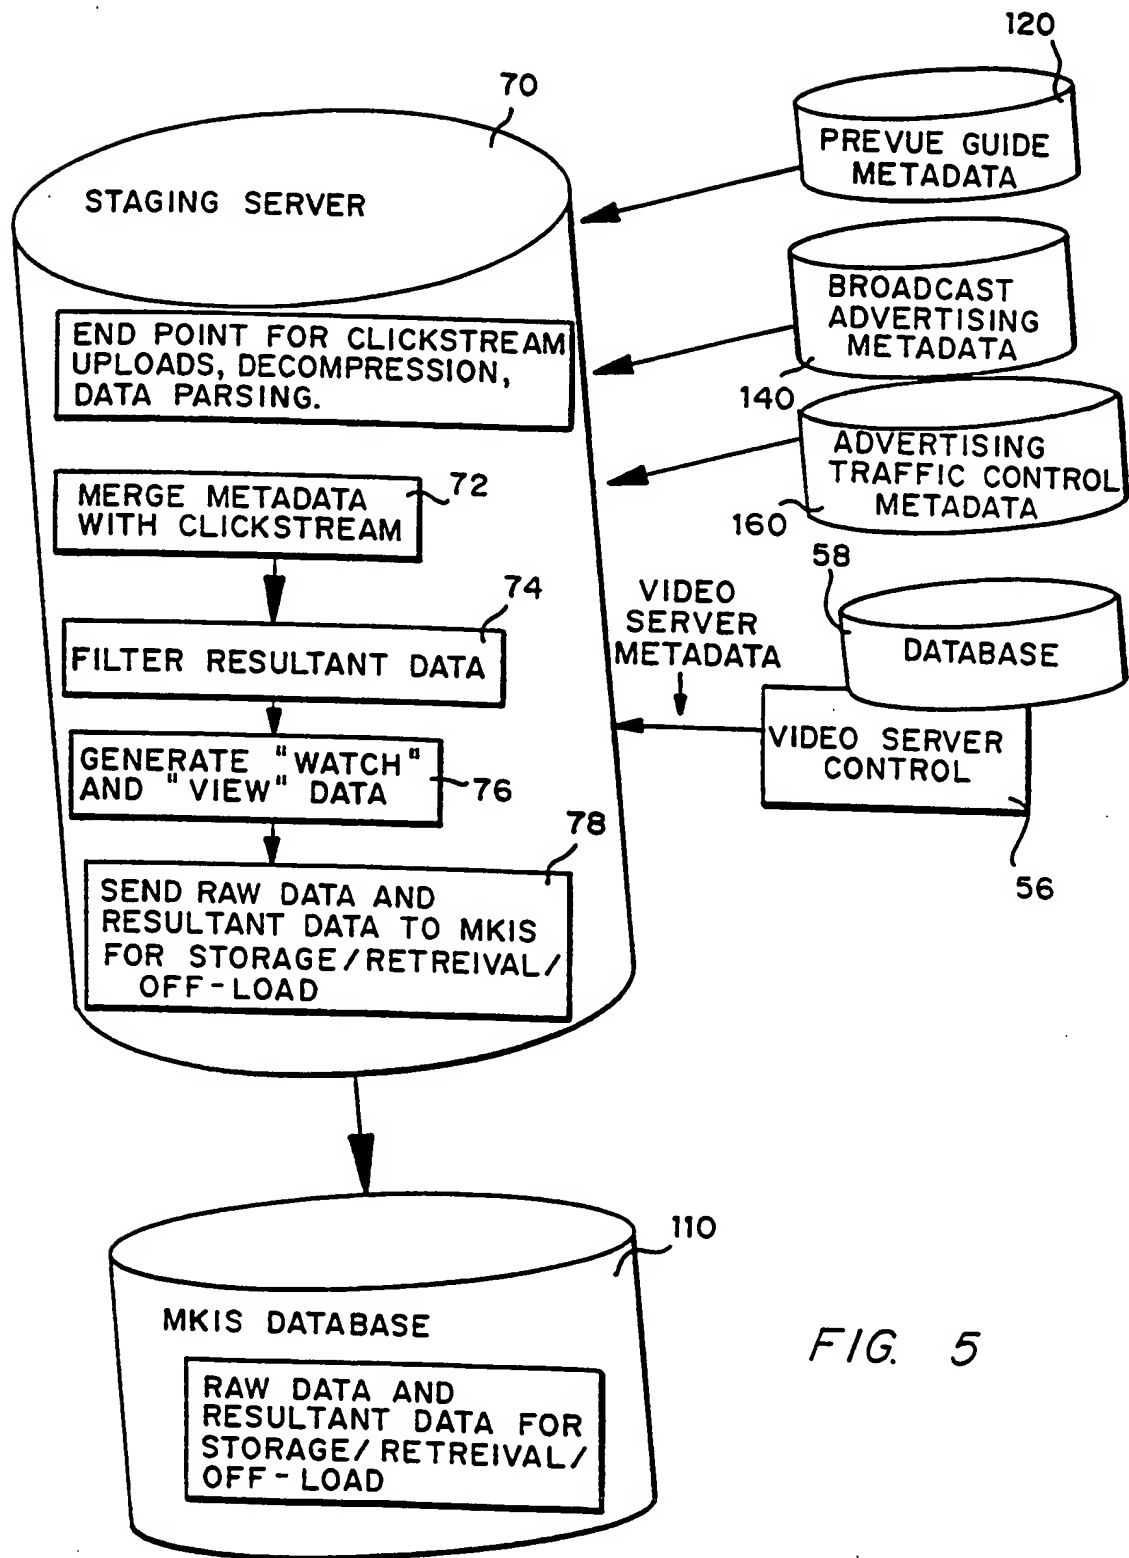 120
PREVUE GUIDE
METADATA
70
STAGING SERVER
BROADCAST
ADVERTISING
METADATA
140
END POINT FOR CLICKSTREAM
UPLOADS, DECOMPRESSION,
DATA PARSING.
ADVERTISING
TRAFFIC CONTROL
METADATA
160
MERGE METADATA
WITH CLICKSTREAM
72
58
DATABASE
VIDEO
SERVER
METADATA
74
FILTER RESULTANT DATA
VIDEO SERVER
CONTROL
56
GENERATE "WATCH"
AND "VIEW" DATA
76
78
SEND RAW DATA AND
RESULTANT DATA TO MKIS
FOR STORAGE/RETREIVAL/
OFF-LOAD
110
MKIS DATABASE
RAW DATA AND
RESULTANT DATA FOR
STORAGE/RETREIVAL/
OFF-LOAD
FIG. 5